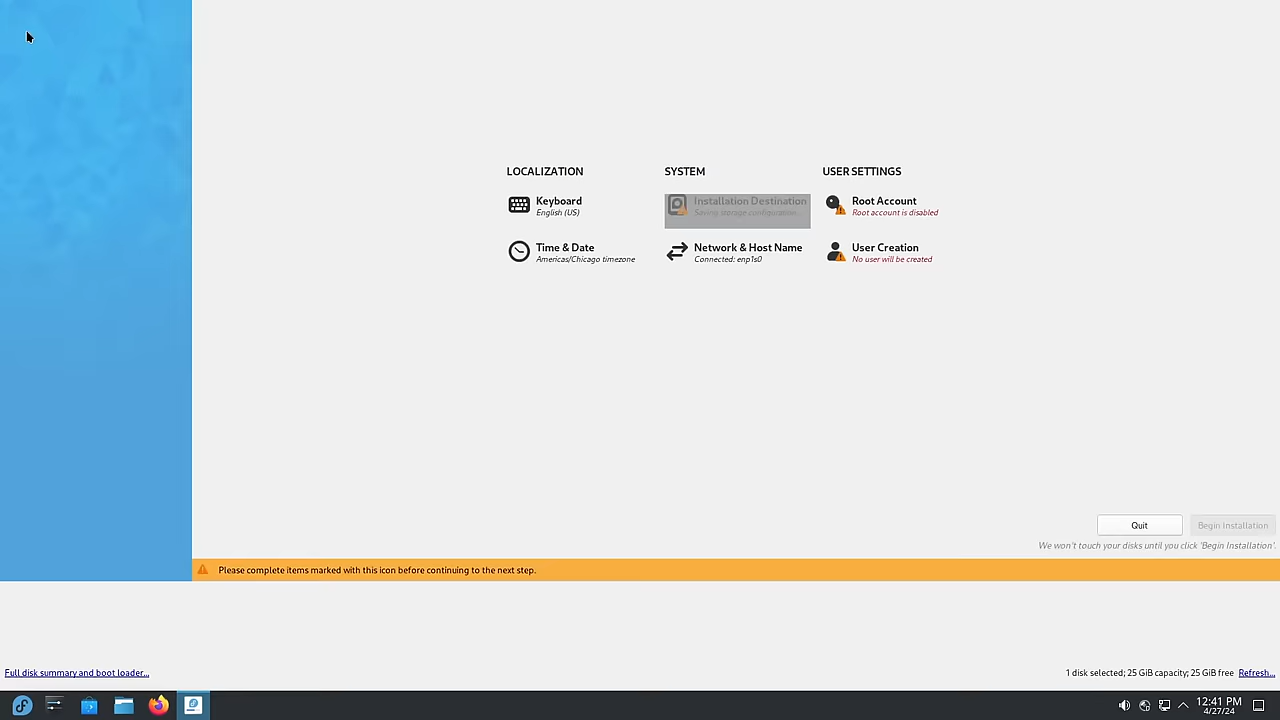 LOCALIZATION
Keyboard
English (US)
Time & Date
Americas/Chicago timezone
SYSTEM
Installation Destination
Saving storage configuration...
Network & Host Name
Connected: enp1s0
USER SETTINGS
Root Account
Root account is disabled
User Creation
No user will be created
Quit
Begin Installation
We won't touch your disks until you click 'Begin Installation'.
Please complete items marked with this icon before continuing to the next step.
Full disk summary and boot loader...
1 disk selected; 25 GiB capacity; 25 GiB free Refresh...
12:41 PM
4/27/24